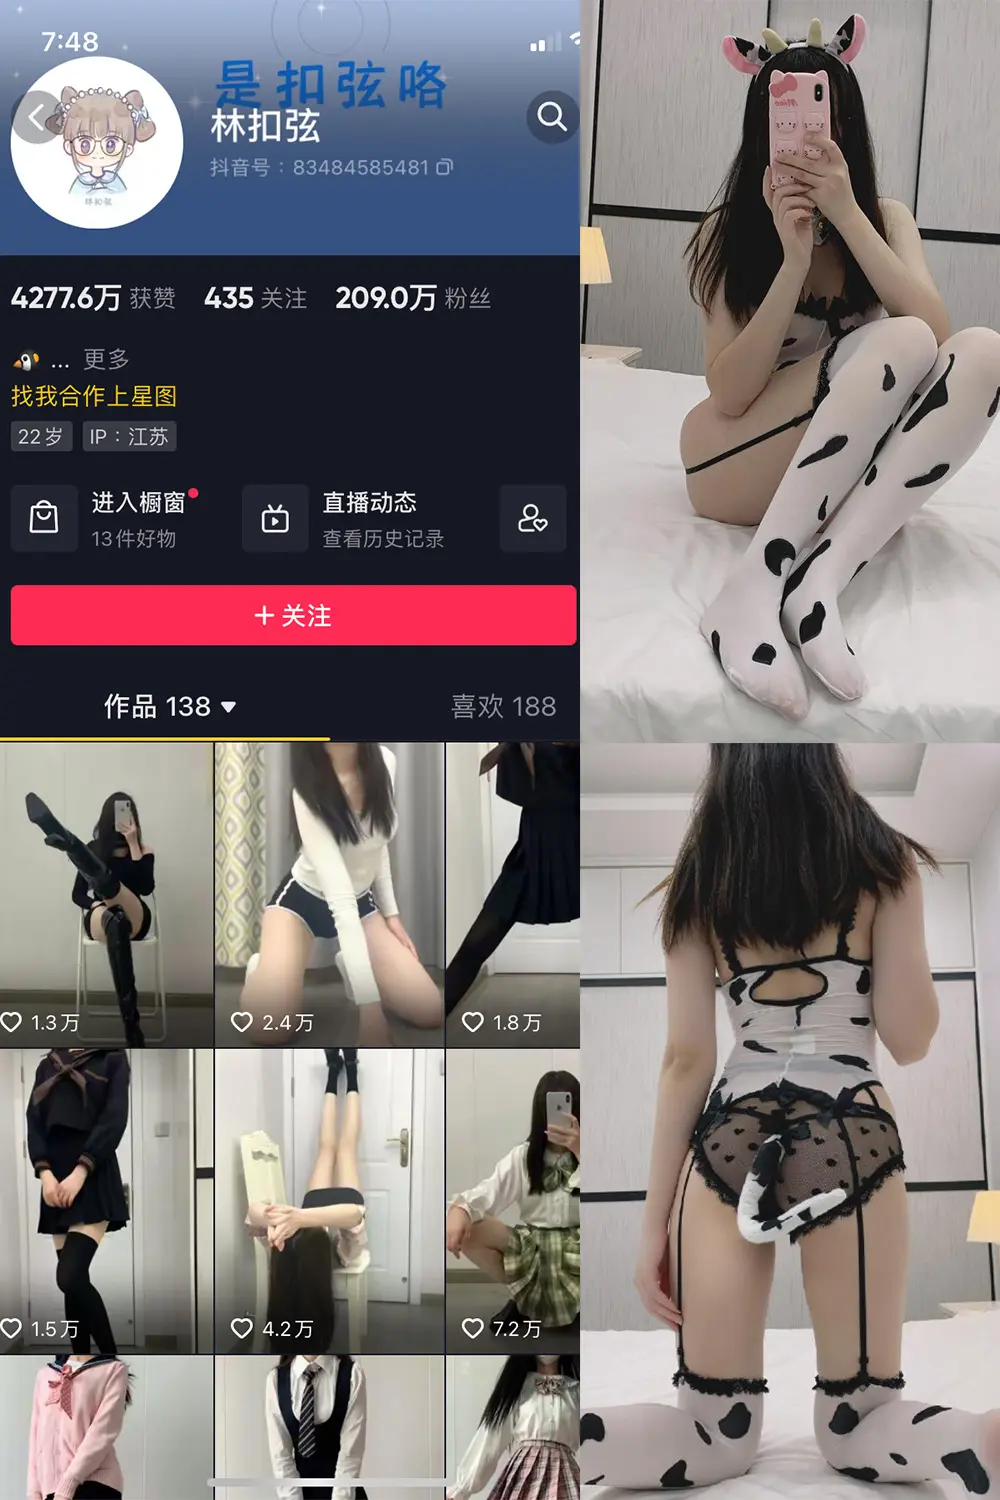 7:48
是扣弦咯
林扣弦
抖音号：83484585481
林扣弦
4277.6万 获赞 435 关注 209.0万 粉丝
... 更多
找我合作上星图
22岁 IP：江苏
进入橱窗
13件好物
直播动态
查看历史记录
+ 关注
作品 138
喜欢 188
1.3万
2.4万
1.8万
1.5万
4.2万
7.2万